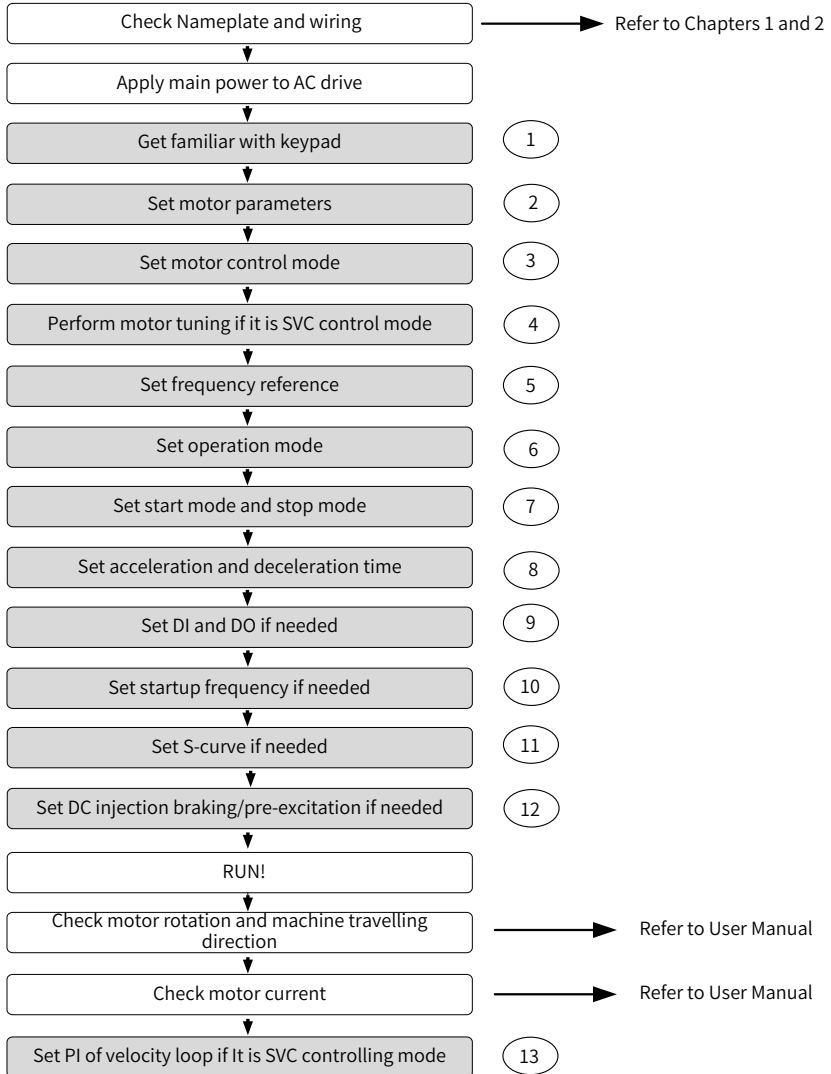 Check Nameplate and wiring
Refer to Chapters 1 and 2
Apply main power to AC drive
Get familiar with keypad
1
Set motor parameters
2
Set motor control mode
3
Perform motor tuning if it is SVC control mode
4
Set frequency reference
5
Set operation mode
6
Set start mode and stop mode
7
Set acceleration and deceleration time
8
Set DI and DO if needed
9
Set startup frequency if needed
10
Set S-curve if needed
11
Set DC injection braking/pre-excitation if needed
12
RUN!
Check motor rotation and machine travelling
direction
Refer to User Manual
Check motor current
Refer to User Manual
Set PI of velocity loop if It is SVC controlling mode
13